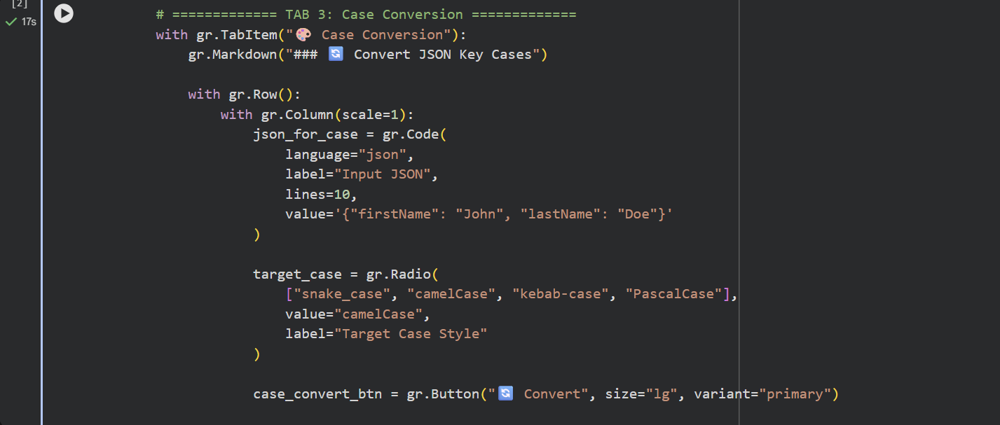 [2]
17s
# ============= TAB 3: Case Conversion =============
with gr.TabItem("🎨 Case Conversion"):
gr.Markdown("### 🔄 Convert JSON Key Cases")
with gr.Row():
with gr.Column(scale=1):
json_for_case = gr.Code(
language="json",
label="Input JSON",
lines=10,
value='{"firstName": "John", "lastName": "Doe"}'
)
target_case = gr.Radio(
["snake_case", "camelCase", "kebab-case", "PascalCase"],
value="camelCase",
label="Target Case Style"
)
case_convert_btn = gr.Button("🔄 Convert", size="lg", variant="primary")